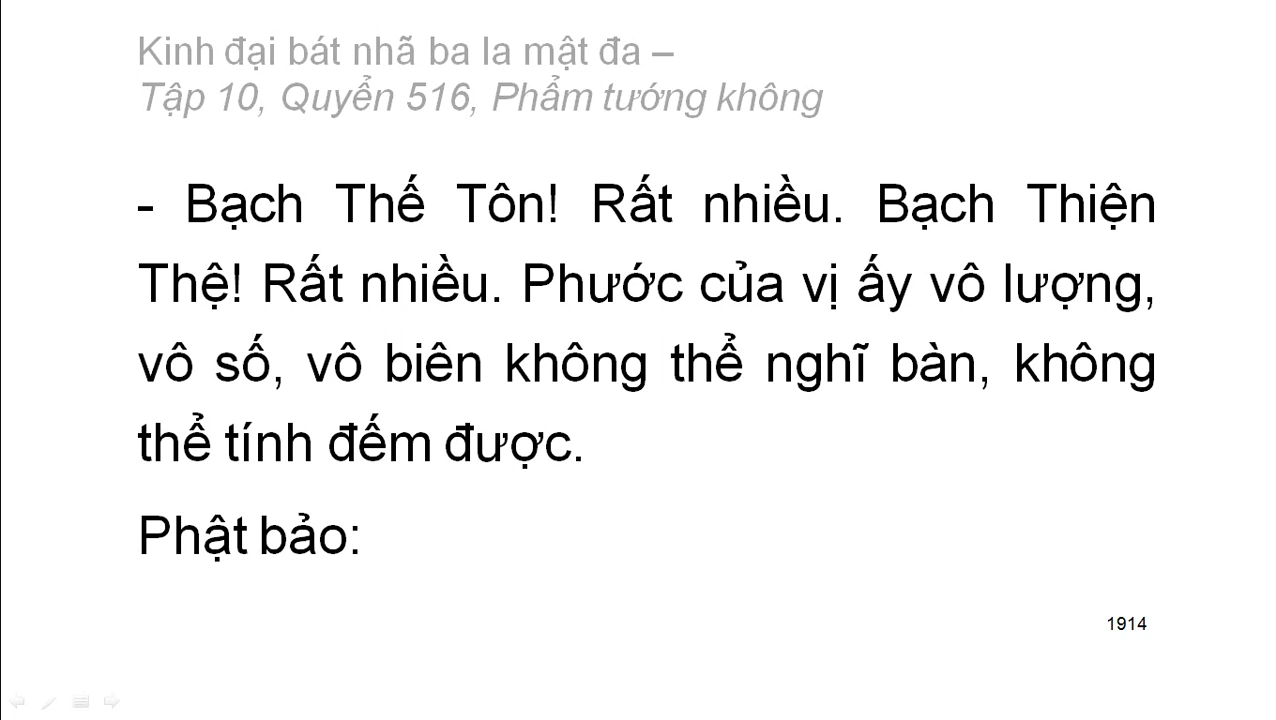 Kinh đại bát nhã ba la mật đa –
Tập 10, Quyển 516, Phẩm tướng không
- Bạch Thế Tôn! Rất nhiều. Bạch Thiện
Thệ! Rất nhiều. Phước của vị ấy vô lượng,
vô số, vô biên không thể nghĩ bàn, không
thể tính đếm được.
Phật bảo:
1914